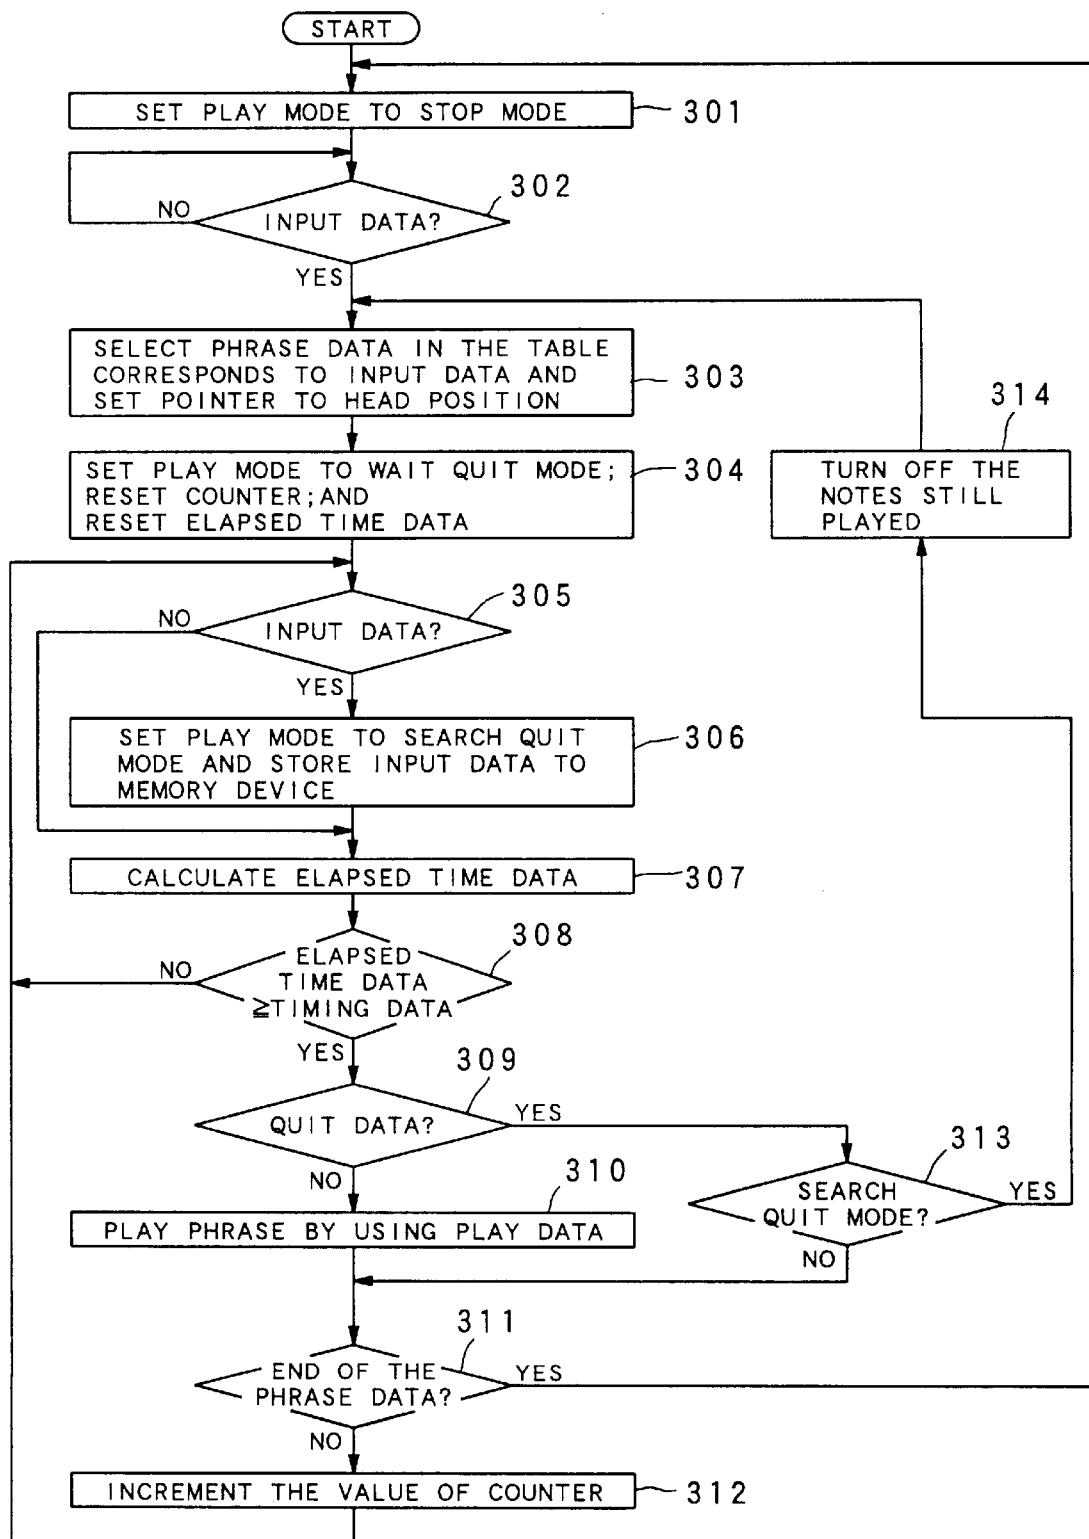 START
SET PLAY MODE TO STOP MODE
301
302
NO
INPUT DATA?
YES
SELECT PHRASE DATA IN THE TABLE
CORRESPONDS TO INPUT DATA AND
SET POINTER TO HEAD POSITION
303
314
SET PLAY MODE TO WAIT QUIT MODE;
RESET COUNTER;AND
RESET ELAPSED TIME DATA
304
TURN OFF THE
NOTES STILL
PLAYED
305
NO
INPUT DATA?
YES
SET PLAY MODE TO SEARCH QUIT
MODE AND STORE INPUT DATA TO
MEMORY DEVICE
306
CALCULATE ELAPSED TIME DATA
307
308
NO
ELAPSED
TIME DATA
≧TIMING DATA
YES
309
QUIT DATA?
YES
NO
313
SEARCH
QUIT MODE?
YES
NO
310
PLAY PHRASE BY USING PLAY DATA
311
END OF THE
PHRASE DATA?
YES
NO
INCREMENT THE VALUE OF COUNTER
312